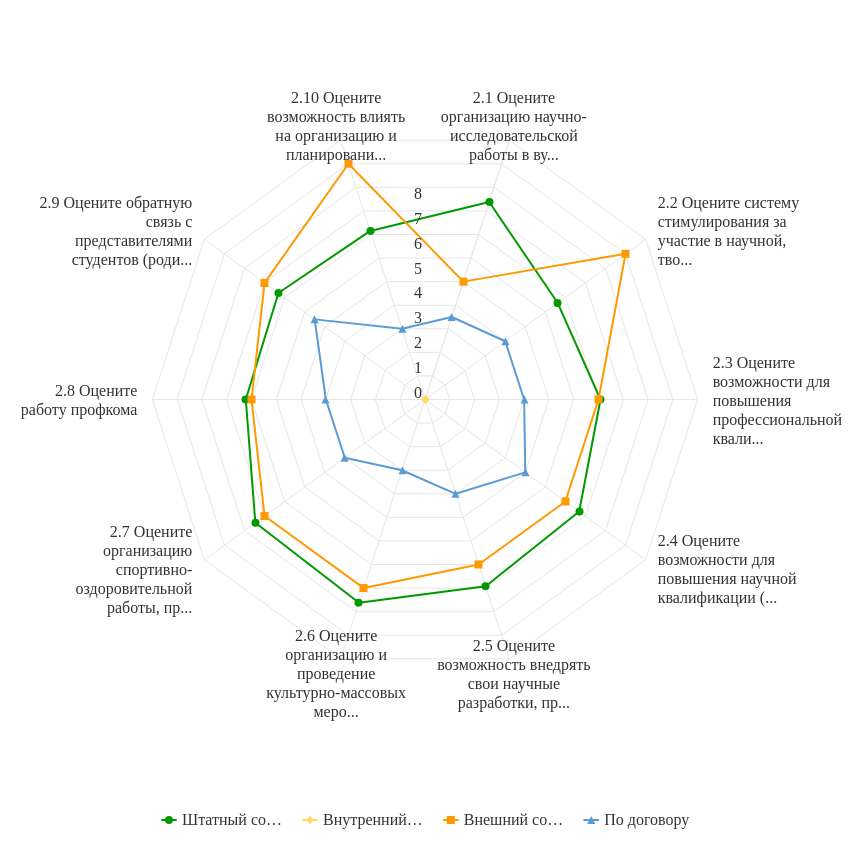 2.10 Оцените
возможность влиять
на организацию и
планировани...
2.1 Оцените
организацию научно-
исследовательской
работы в ву...
2.9 Оцените обратную
связь с
представителями
студентов (роди...
2.2 Оцените систему
стимулирования за
участие в научной,
тво...
8
7
6
5
4
3
2
1
0
2.8 Оцените
работу профкома
2.3 Оцените
возможности для
повышения
профессиональной
квали...
2.7 Оцените
организацию
спортивно-
оздоровительной
работы, пр...
2.4 Оцените
возможности для
повышения научной
квалификации (...
2.6 Оцените
организацию и
проведение
культурно-массовых
меро...
2.5 Оцените
возможность внедрять
свои научные
разработки, пр...
Штатный со… Внутренний… Внешний со… По договору